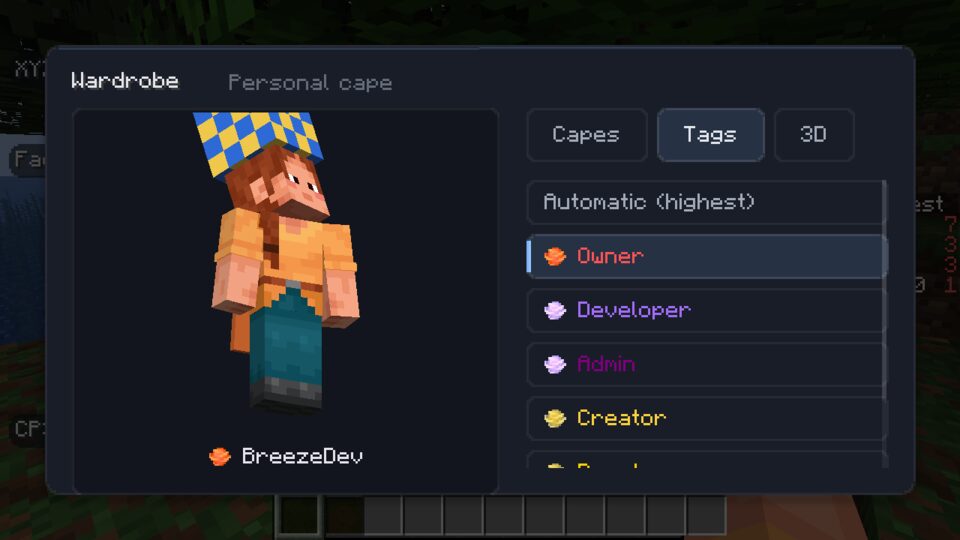 Wardrobe
Personal cape
Capes
Tags
3D
Automatic (highest)
Owner
Developer
Admin
Creator
BreezeDev